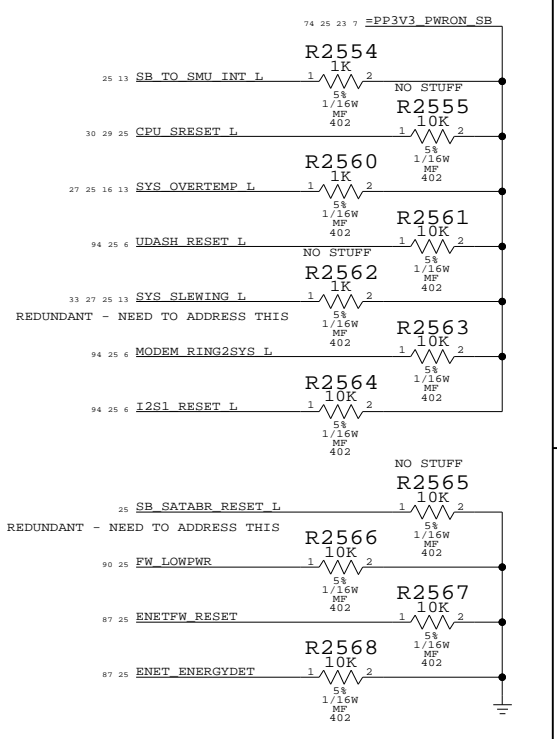 74 25 23 7 =PP3V3_PWRON_SB
R2554
1K
25 13 SB_TO_SMU_INT_L 1 2
5%
1/16W
MF
402
NO STUFF
R2555
10K
30 29 25 CPU_SRESET_L 1 2
5%
1/16W
MF
402
R2560
1K
27 25 16 13 SYS_OVERTEMP_L 1 2
5%
1/16W
MF
402
R2561
10K
94 25 6 UDASH_RESET_L 1 2
5%
1/16W
MF
402
NO STUFF
R2562
1K
33 27 25 13 SYS_SLEWING_L 1 2
REDUNDANT - NEED TO ADDRESS THIS
5%
1/16W
MF
402
R2563
10K
94 25 6 MODEM_RING2SYS_L 1 2
5%
1/16W
MF
402
R2564
10K
94 25 6 I2S1_RESET_L 1 2
5%
1/16W
MF
402
NO STUFF
R2565
10K
25 SB_SATABR_RESET_L 1 2
REDUNDANT - NEED TO ADDRESS THIS
5%
1/16W
MF
402
R2566
10K
90 25 FW_LOWPWR 1 2
5%
1/16W
MF
402
R2567
10K
87 25 ENETFW_RESET 1 2
5%
1/16W
MF
402
R2568
10K
87 25 ENET_ENERGYDET 1 2
5%
1/16W
MF
402